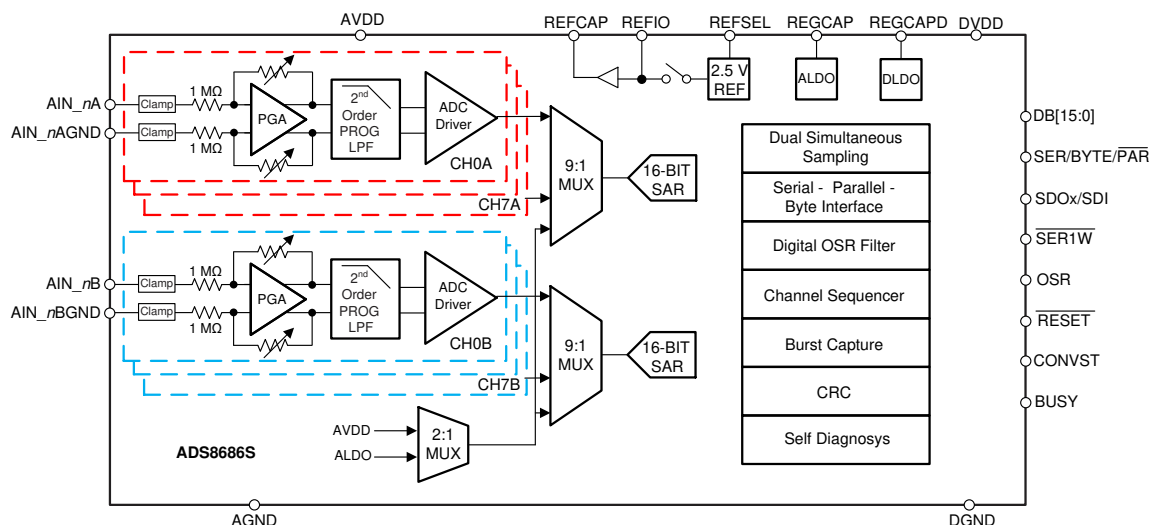 AVDD
REFCAP
REFIO
REFSEL
REGCAP
REGCAPD
DVDD
AIN_nA
AIN_nAGND
Clamp
1 MΩ
Clamp
1 MΩ
PGA
2nd
Order
PROG
LPF
ADC
Driver
CH0A
CH7A
9:1
MUX
16-BIT
SAR
2.5 V
REF
ALDO
DLDO
AIN_nB
AIN_nBGND
Clamp
1 MΩ
Clamp
1 MΩ
PGA
2nd
Order
PROG
LPF
ADC
Driver
CH0B
CH7B
9:1
MUX
16-BIT
SAR
AVDD
ALDO
2:1
MUX
ADS8686S
Dual Simultaneous
Sampling
Serial - Parallel -
Byte Interface
Digital OSR Filter
Channel Sequencer
Burst Capture
CRC
Self Diagnosys
DB[15:0]
SER/BYTE/PAR
SDOx/SDI
SER1W
OSR
RESET
CONVST
BUSY
AGND
DGND